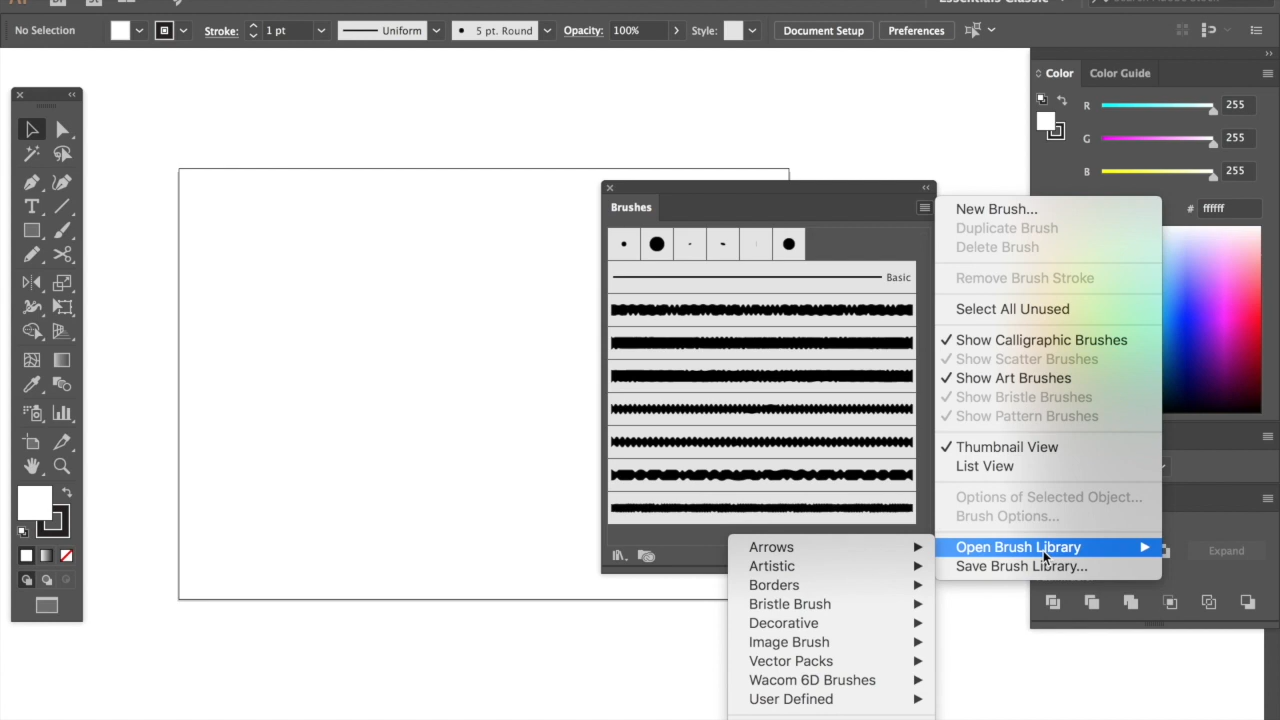 Essentials Classic
No Selection
Stroke:
1 pt
Uniform
5 pt. Round
Opacity:
100%
Style:
Document Setup
Preferences
Color
Color Guide
R
255
G
255
B
255
#
ffffff
Brushes
Basic
New Brush...
Duplicate Brush
Delete Brush
Remove Brush Stroke
Select All Unused
Show Calligraphic Brushes
Show Scatter Brushes
Show Art Brushes
Show Bristle Brushes
Show Pattern Brushes
Thumbnail View
List View
Options of Selected Object...
Brush Options...
Open Brush Library
Save Brush Library...
Expand
Arrows
Artistic
Borders
Bristle Brush
Decorative
Image Brush
Vector Packs
Wacom 6D Brushes
User Defined